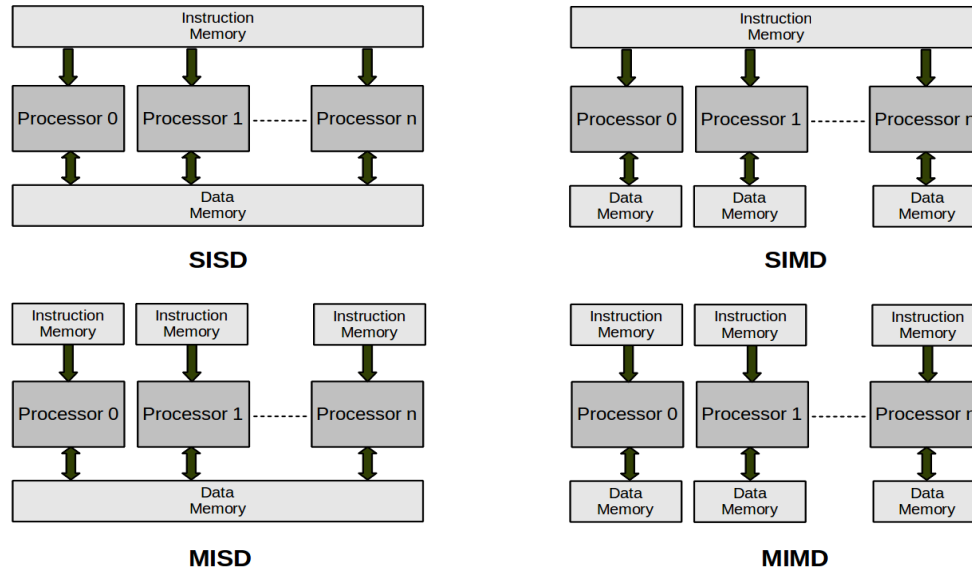 Instruction
Memory
Processor 0
Processor 1
Processor n
Data
Memory
SISD
Instruction
Memory
Processor 0
Processor 1
Processor n
Data
Memory
Data
Memory
Data
Memory
SIMD
Instruction
Memory
Instruction
Memory
Instruction
Memory
Processor 0
Processor 1
Processor n
Data
Memory
MISD
Instruction
Memory
Instruction
Memory
Instruction
Memory
Processor 0
Processor 1
Processor n
Data
Memory
Data
Memory
Data
Memory
MIMD